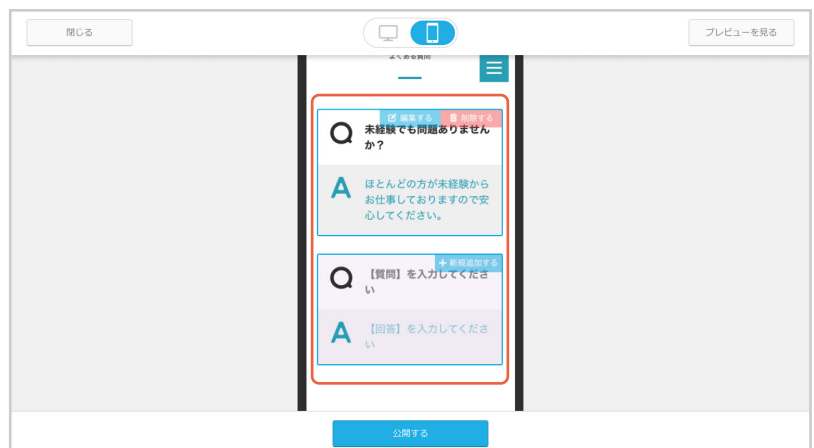 閉じる
プレビューを見る
よくある質問
編集する 削除する
Q 未経験でも問題ありません
か?
A ほとんどの方が未経験から
お仕事しておりますので安
心してください。
+ 新規追加する
Q 【質問】を入力してくださ
い
A 【回答】を入力してくださ
い
公開する